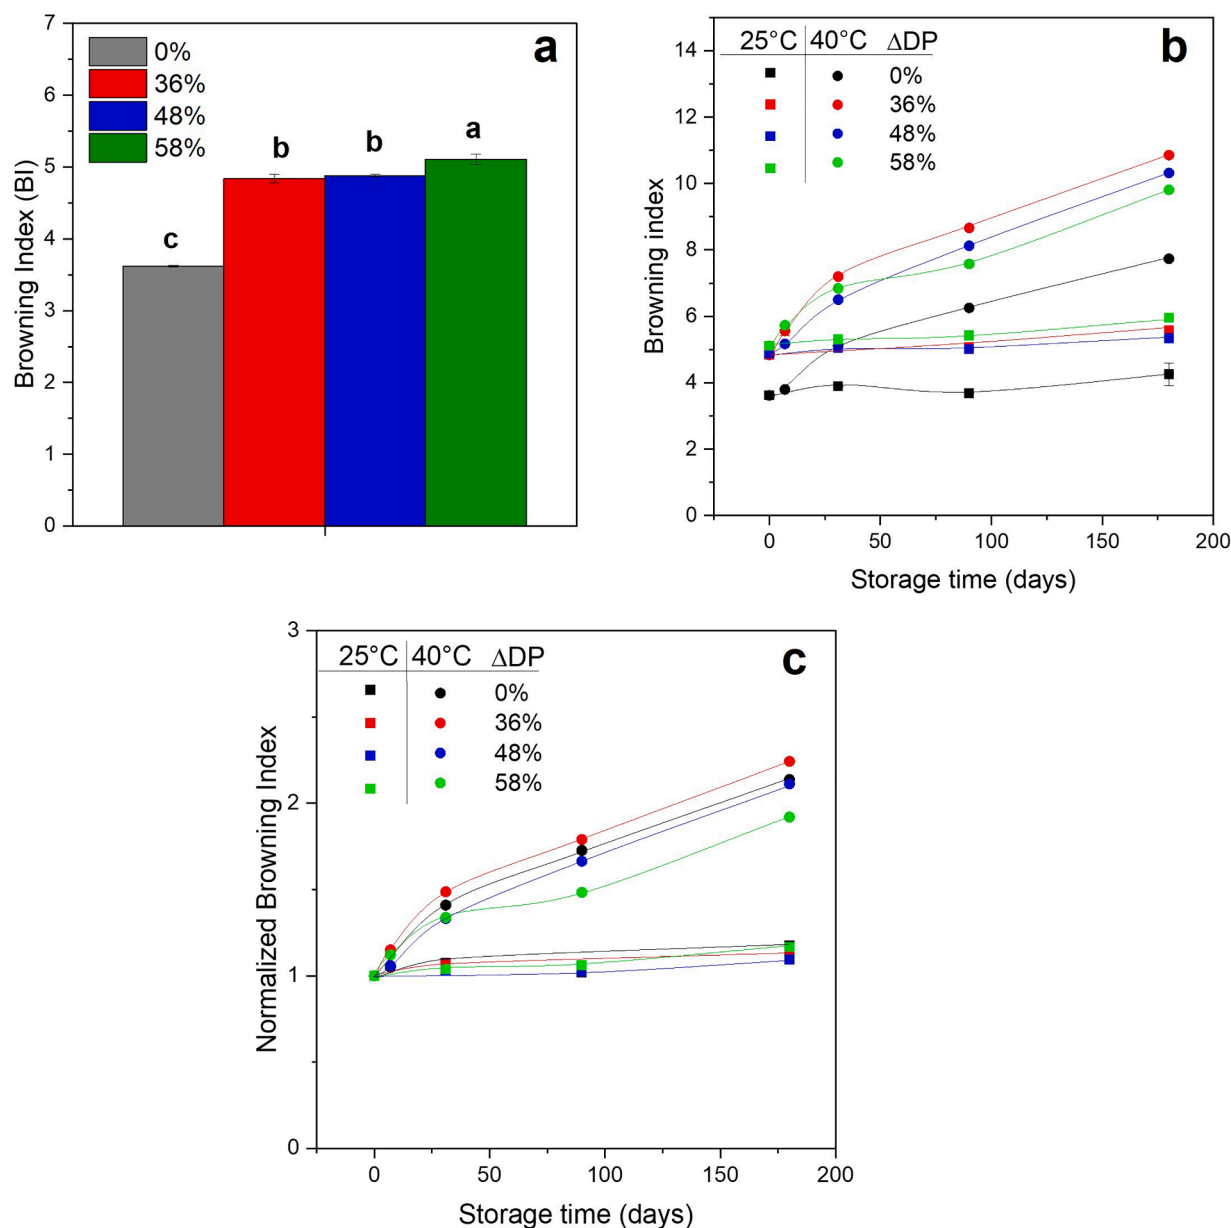 a
7
6
5
4
3
2
1
0
Browning Index (BI)
0%
36%
48%
58%
c
b
b
a
b
14
12
10
8
6
4
2
0
Browning index
25°C 40°C ΔDP
0%
36%
48%
58%
0 50 100 150 200
Storage time (days)
c
3
2
1
0
Normalized Browning Index
25°C 40°C ΔDP
0%
36%
48%
58%
0 50 100 150 200
Storage time (days)